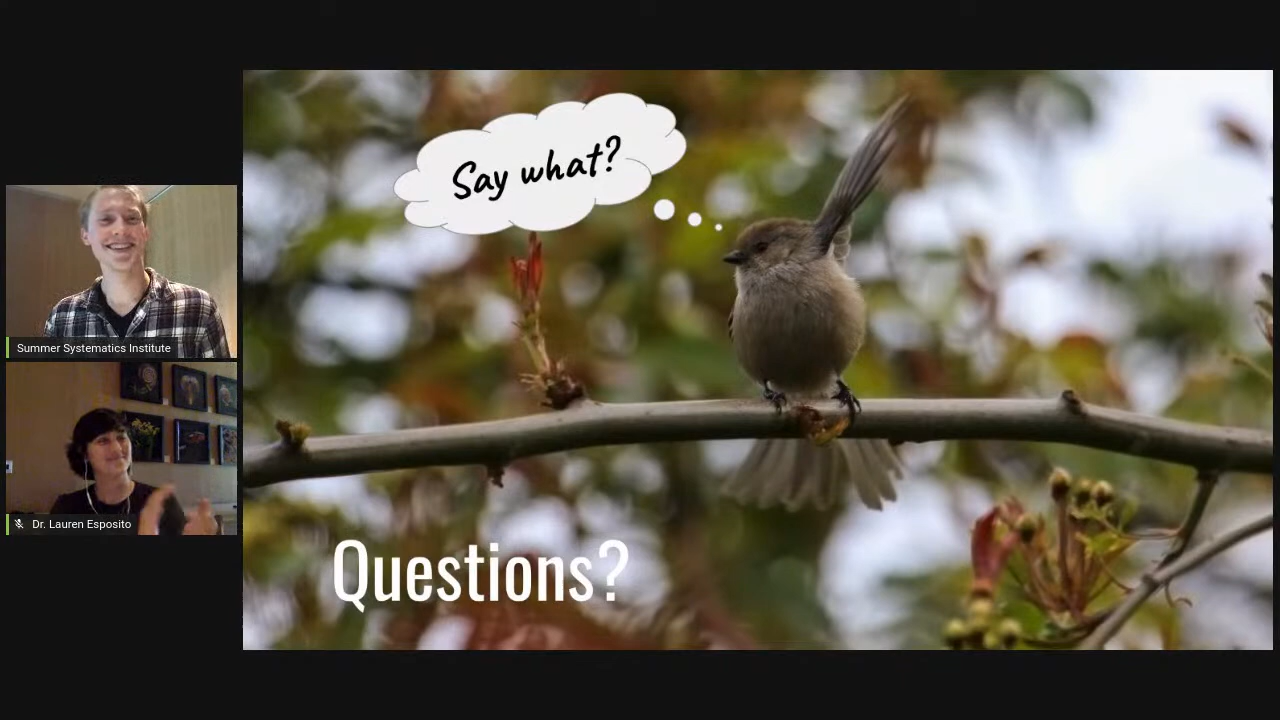 Say what?
Summer Systematics Institute
Dr. Lauren Esposito
Questions?